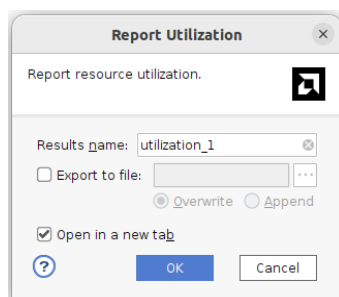 Report Utilization
Report resource utilization.
Results name: utilization_1
Export to file:
Overwrite Append
Open in a new tab
? OK Cancel